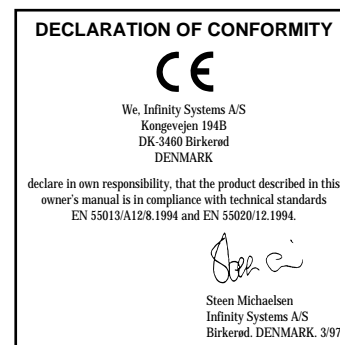 DECLARATION OF CONFORMITY
CE
We, Infinity Systems A/S
Kongevejen 194B
DK-3460 Birkerød
DENMARK
declare in own responsibility, that the product described in this
owner's manual is in compliance with technical standards
EN 55013/A12/8.1994 and EN 55020/12.1994.
Steen Michaelsen
Infinity Systems A/S
Birkerød. DENMARK. 3/97